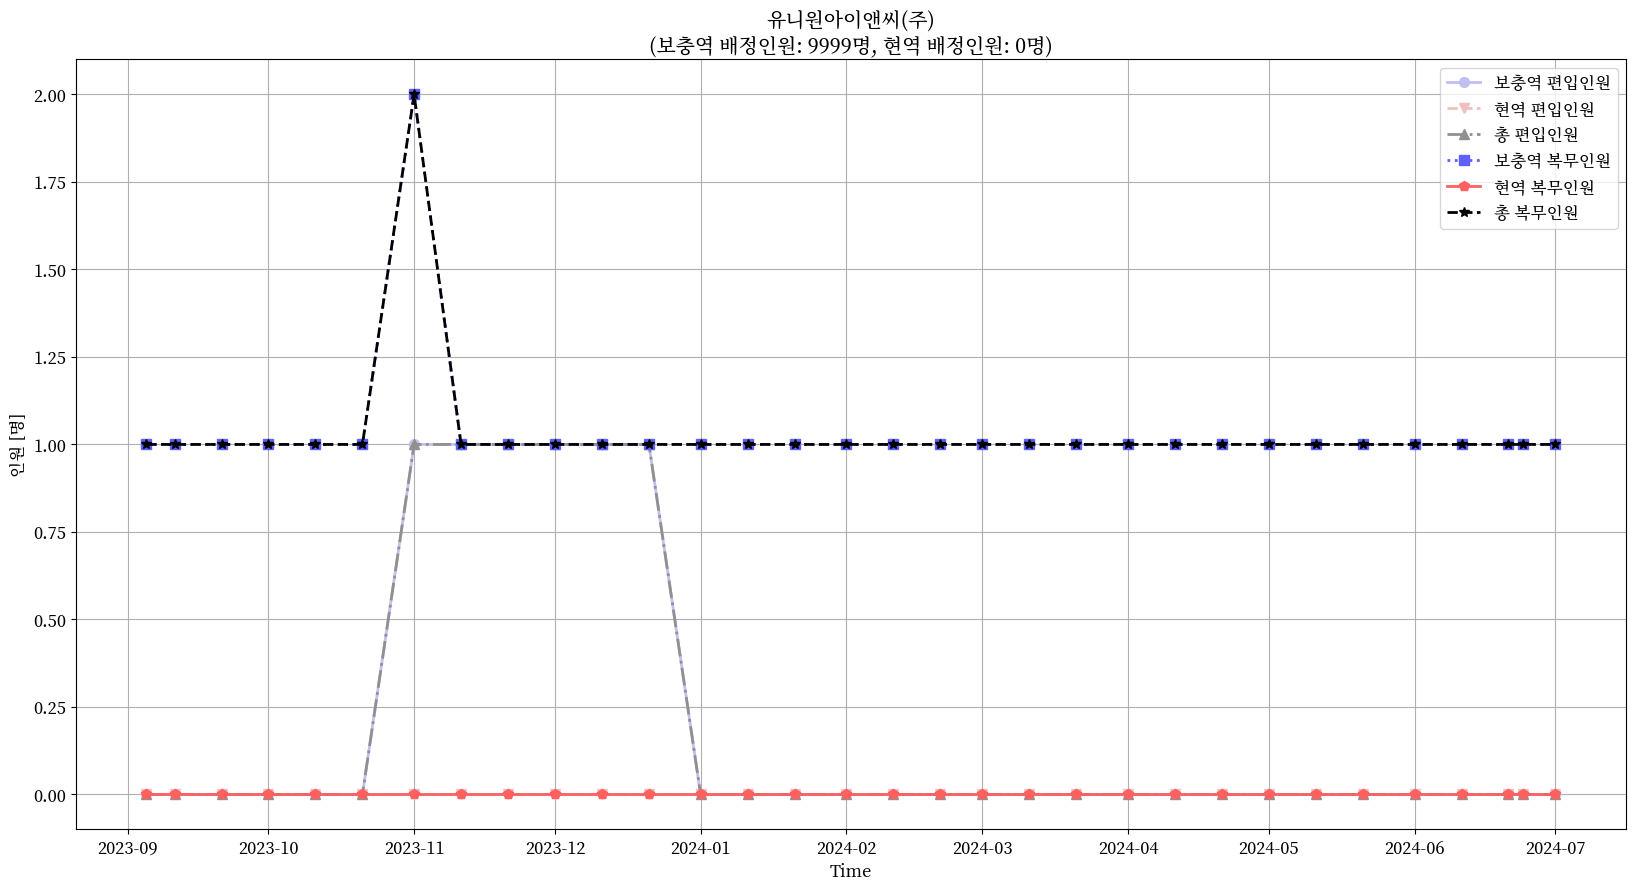 유니원아이앤씨(주)
(보충역 배정인원: 9999명, 현역 배정인원: 0명)
보충역 편입인원
현역 편입인원
총 편입인원
보충역 복무인원
현역 복무인원
총 복무인원
인원 [명]
2.00
1.75
1.50
1.25
1.00
0.75
0.50
0.25
0.00
2023-09
2023-10
2023-11
2023-12
2024-01
2024-02
2024-03
2024-04
2024-05
2024-06
2024-07
Time